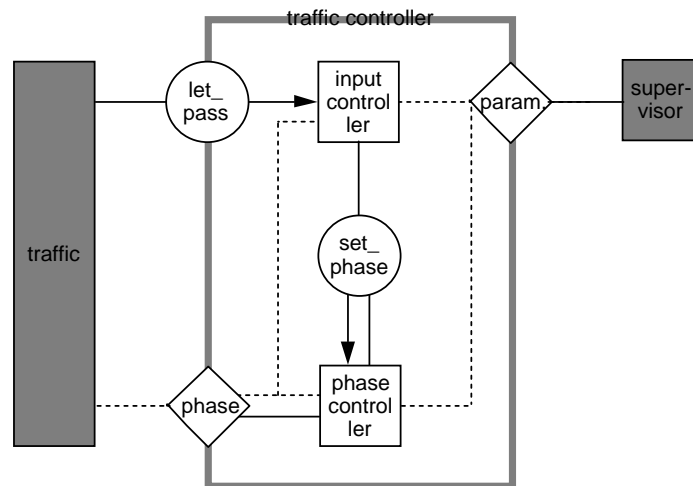 traffic controller
let_
pass
input
control
ler
param.
super-
visor
traffic
set_
phase
phase
phase
control
ler